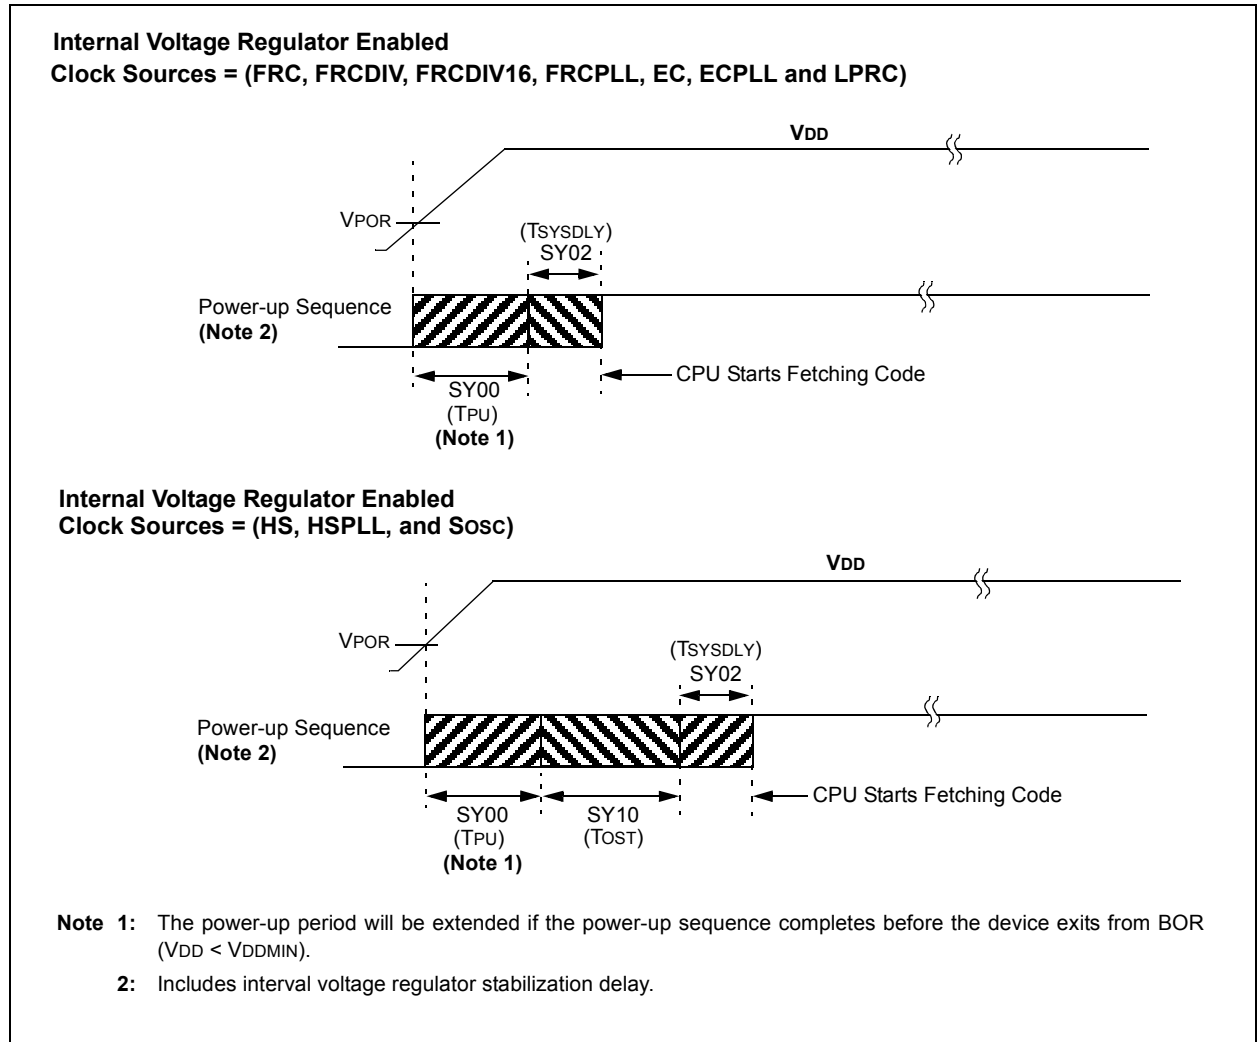 Internal Voltage Regulator Enabled
Clock Sources = (FRC, FRCDIV, FRCDIV16, FRCPLL, EC, ECPLL and LPRC)
VDD
VPOR
(TSYSDLY)
SY02
Power-up Sequence
(Note 2)
CPU Starts Fetching Code
SY00
(TPU)
(Note 1)
Internal Voltage Regulator Enabled
Clock Sources = (HS, HSPLL, and SOSC)
VDD
VPOR
(TSYSDLY)
SY02
Power-up Sequence
(Note 2)
CPU Starts Fetching Code
SY00
(TPU)
(Note 1)
SY10
(TOST)
Note 1: The power-up period will be extended if the power-up sequence completes before the device exits from BOR
(VDD < VDDMIN).
2: Includes interval voltage regulator stabilization delay.